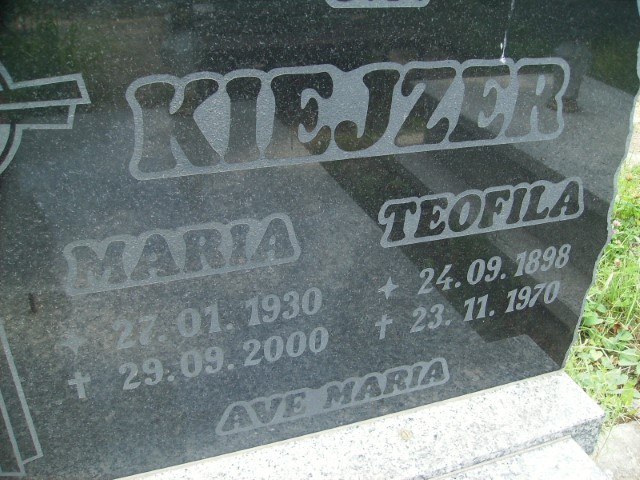 KIEJZER
MARIA
27.01.1930
✝ 29.09.2000
TEOFILA
24.09.1898
✝ 23.11.1970
AVE MARIA